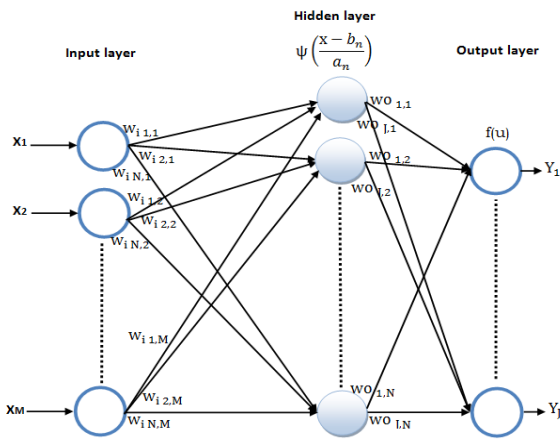 Hidden layer
Input layer
ψ((x − bₙ)/aₙ)
Output layer
X1
wi 1,1
wi 2,1
wi N,1
X2
wi 1,2
wi 2,2
wi N,2
wi 1,M
XM
wi 2,M
wi N,M
wo 1,1
wo J,1
wo 1,2
wo J,2
wo 1,N
wo J,N
f(u)
Y1
YJ